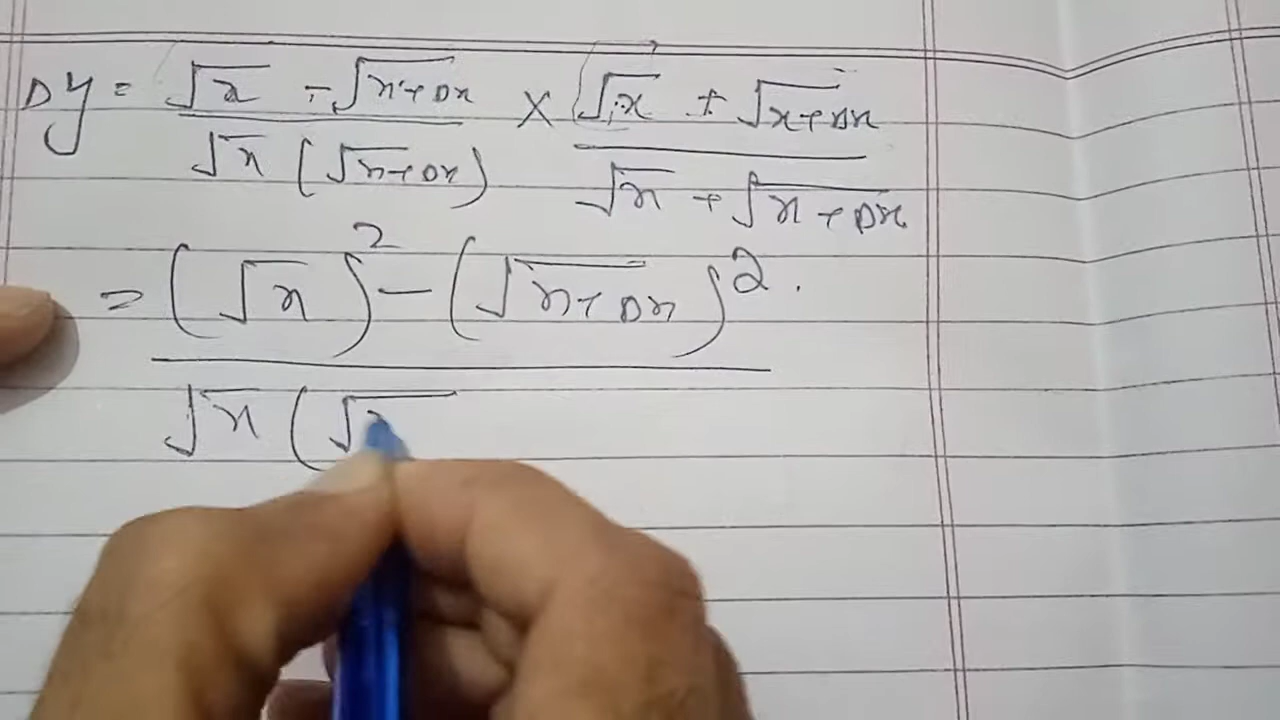 Δy = √x - √x+Δx / √x (√x+Δx) × √x + √x+Δx / √x + √x+Δx
= (√x)² - (√x+Δx)² .
√x (√x